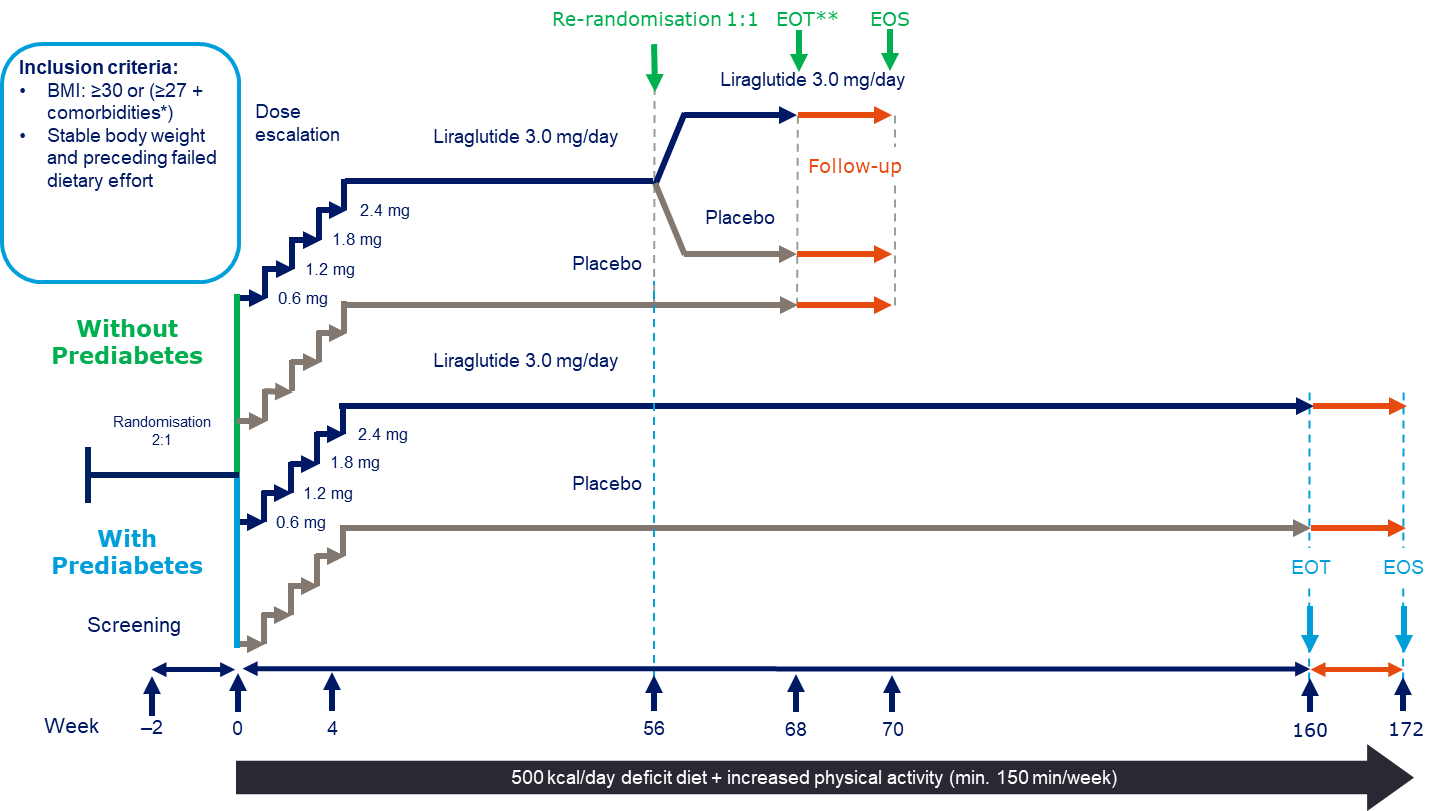 Re-randomisation 1:1 EOT** EOS
Inclusion criteria:
• BMI: ≥30 or (≥27 +
comorbidities*)
• Stable body weight
and preceding failed
dietary effort
Dose
escalation
Liraglutide 3.0 mg/day
Liraglutide 3.0 mg/day
Follow-up
Placebo
2.4 mg
1.8 mg
1.2 mg
0.6 mg
Placebo
Without
Prediabetes
Liraglutide 3.0 mg/day
Randomisation
2:1
2.4 mg
1.8 mg
1.2 mg
0.6 mg
Placebo
With
Prediabetes
EOT
EOS
Screening
Week –2 0 4 56 68 70 160 172
500 kcal/day deficit diet + increased physical activity (min. 150 min/week)